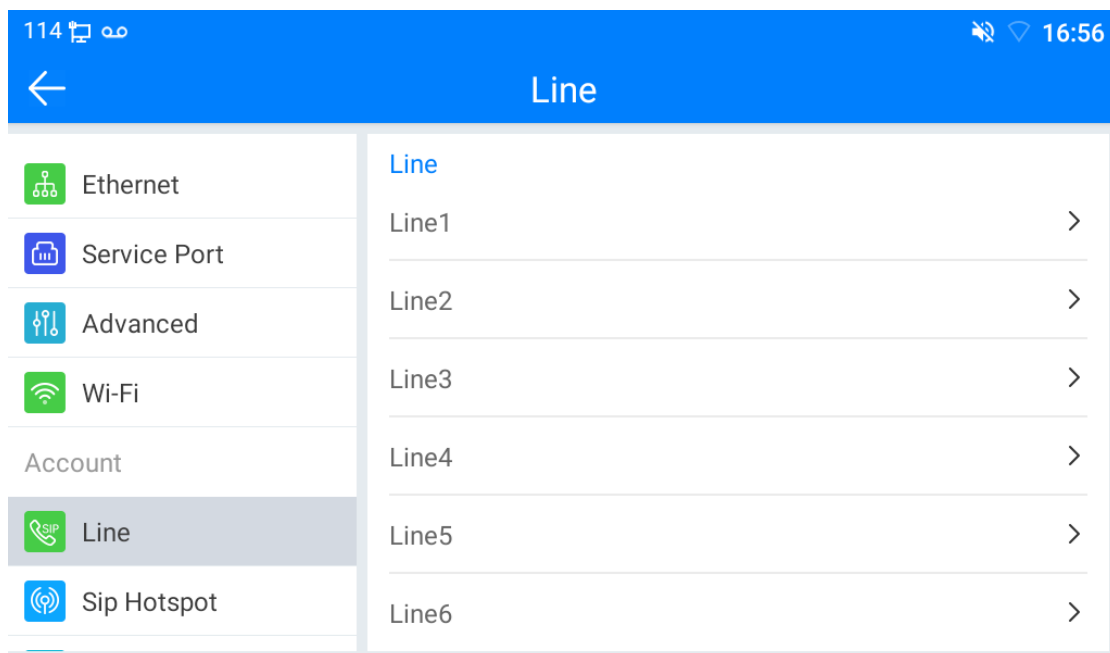 114
16:56
Line
Ethernet
Service Port
Advanced
Wi-Fi
Account
SIP
Line
Sip Hotspot
Line
Line1
Line2
Line3
Line4
Line5
Line6